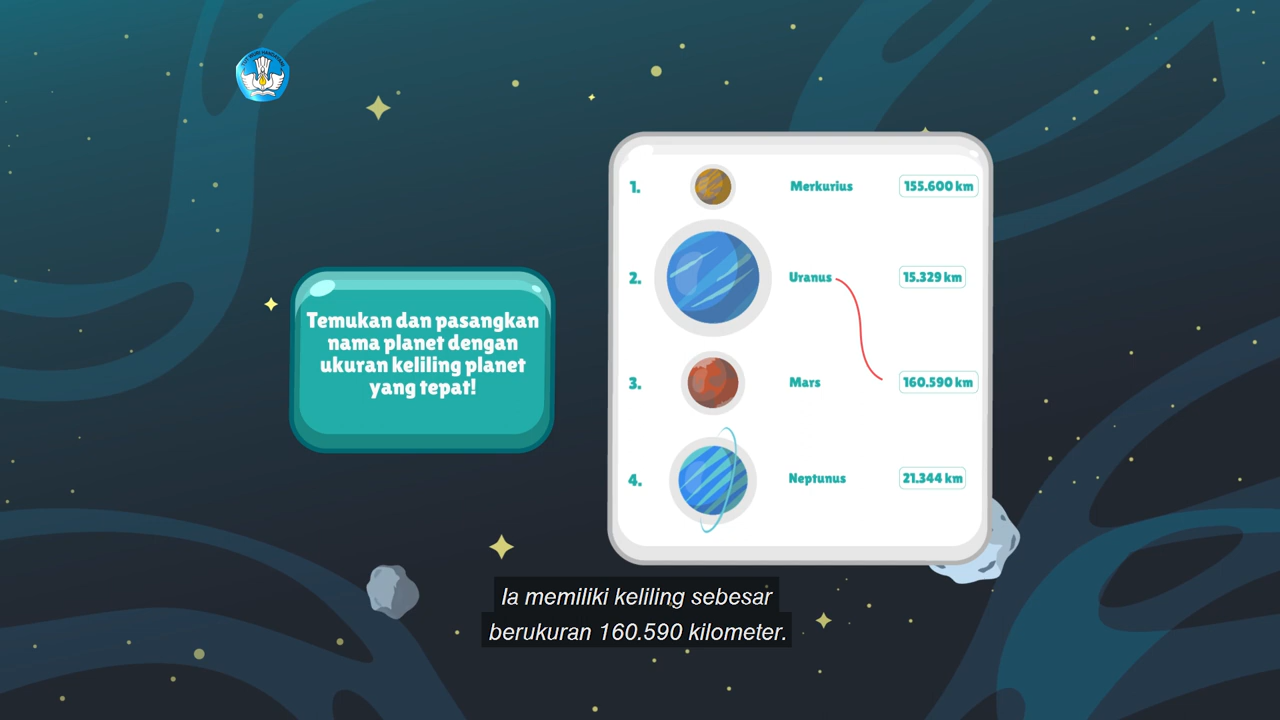 Temukan dan pasangkan
nama planet dengan
ukuran keliling planet
yang tepat!
1. Merkurius 155.600 km
2. Uranus 15.329 km
3. Mars 160.590 km
4. Neptunus 21.344 km
Ia memiliki keliling sebesar
berukuran 160.590 kilometer.